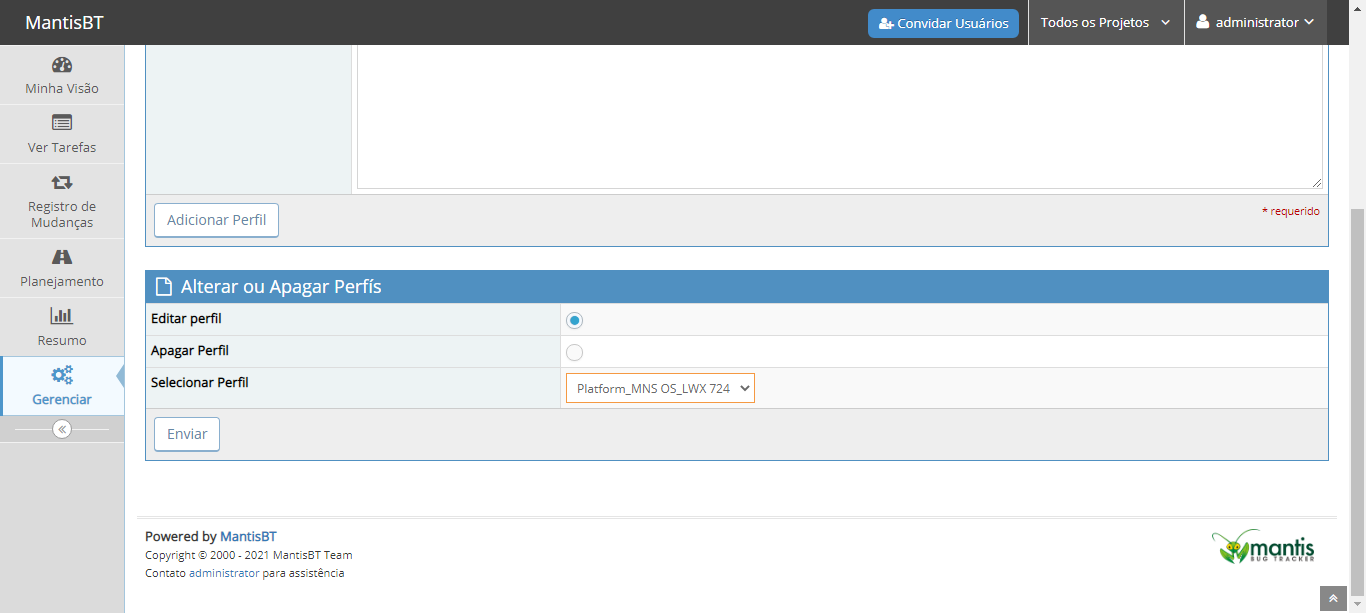 MantisBT
Convidar Usuários
Todos os Projetos
administrator
Minha Visão
Ver Tarefas
Registro de
Mudanças
Planejamento
Resumo
Gerenciar
Adicionar Perfil
* requerido
Alterar ou Apagar Perfís
Editar perfil
Apagar Perfil
Selecionar Perfil
Platform_MNS OS_LWX 724
Enviar
Powered by MantisBT
Copyright © 2000 - 2021 MantisBT Team
Contato administrator para assistência
mantis
BUG TRACKER